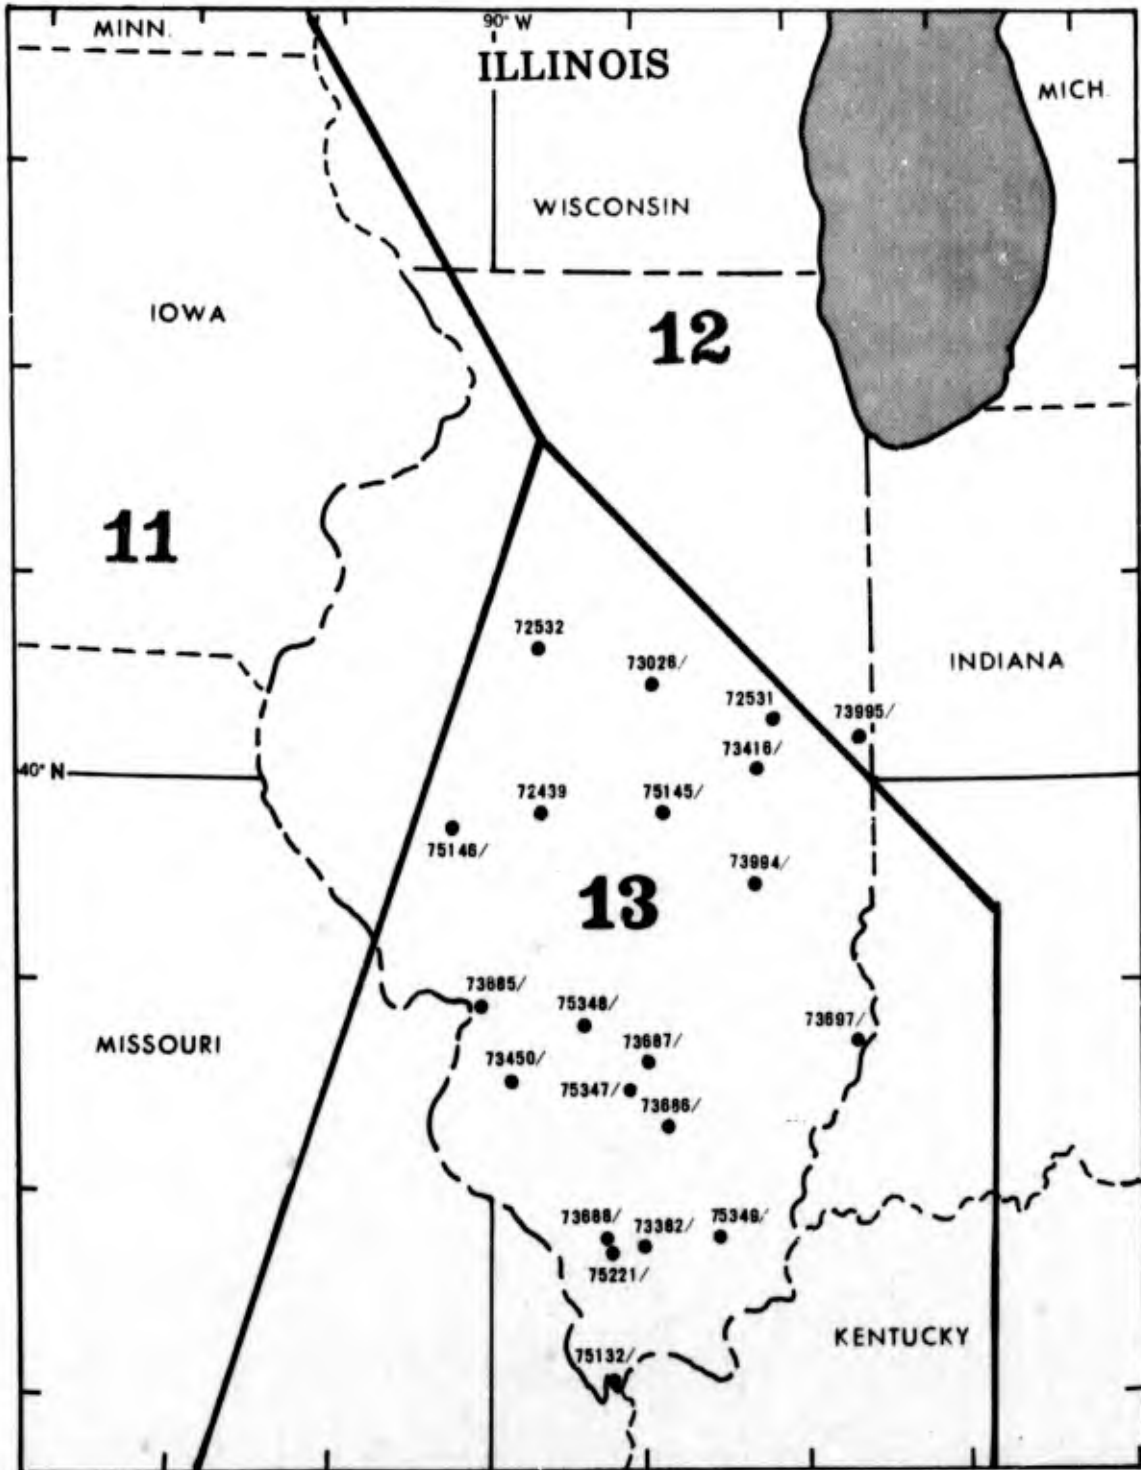 MINN.
90° W
ILLINOIS
MICH.
WISCONSIN
IOWA
12
11
72532
73026/
INDIANA
72531
73995/
73416/
40° N
72439
75145/
75146/
73994/
13
73685/
75348/
73697/
MISSOURI
73687/
73450/
75347/
73686/
73688/
73382/
75349/
75221/
KENTUCKY
75132/